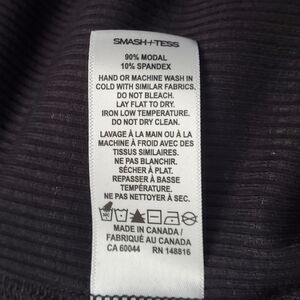 SMASH+TESS
90% MODAL
10% SPANDEX
HAND OR MACHINE WASH IN
COLD WITH SIMILAR FABRICS.
DO NOT BLEACH.
LAY FLAT TO DRY.
IRON LOW TEMPERATURE.
DO NOT DRY CLEAN.
LAVAGE À LA MAIN OU À LA
MACHINE À FROID AVEC DES
TISSUS SIMILAIRES.
NE PAS BLANCHIR.
SÉCHER À PLAT.
REPASSER À BASSE
TEMPÉRATURE.
NE PAS NETTOYER À SEC.
MADE IN CANADA /
FABRIQUÉ AU CANADA
CA 60044 RN 148816